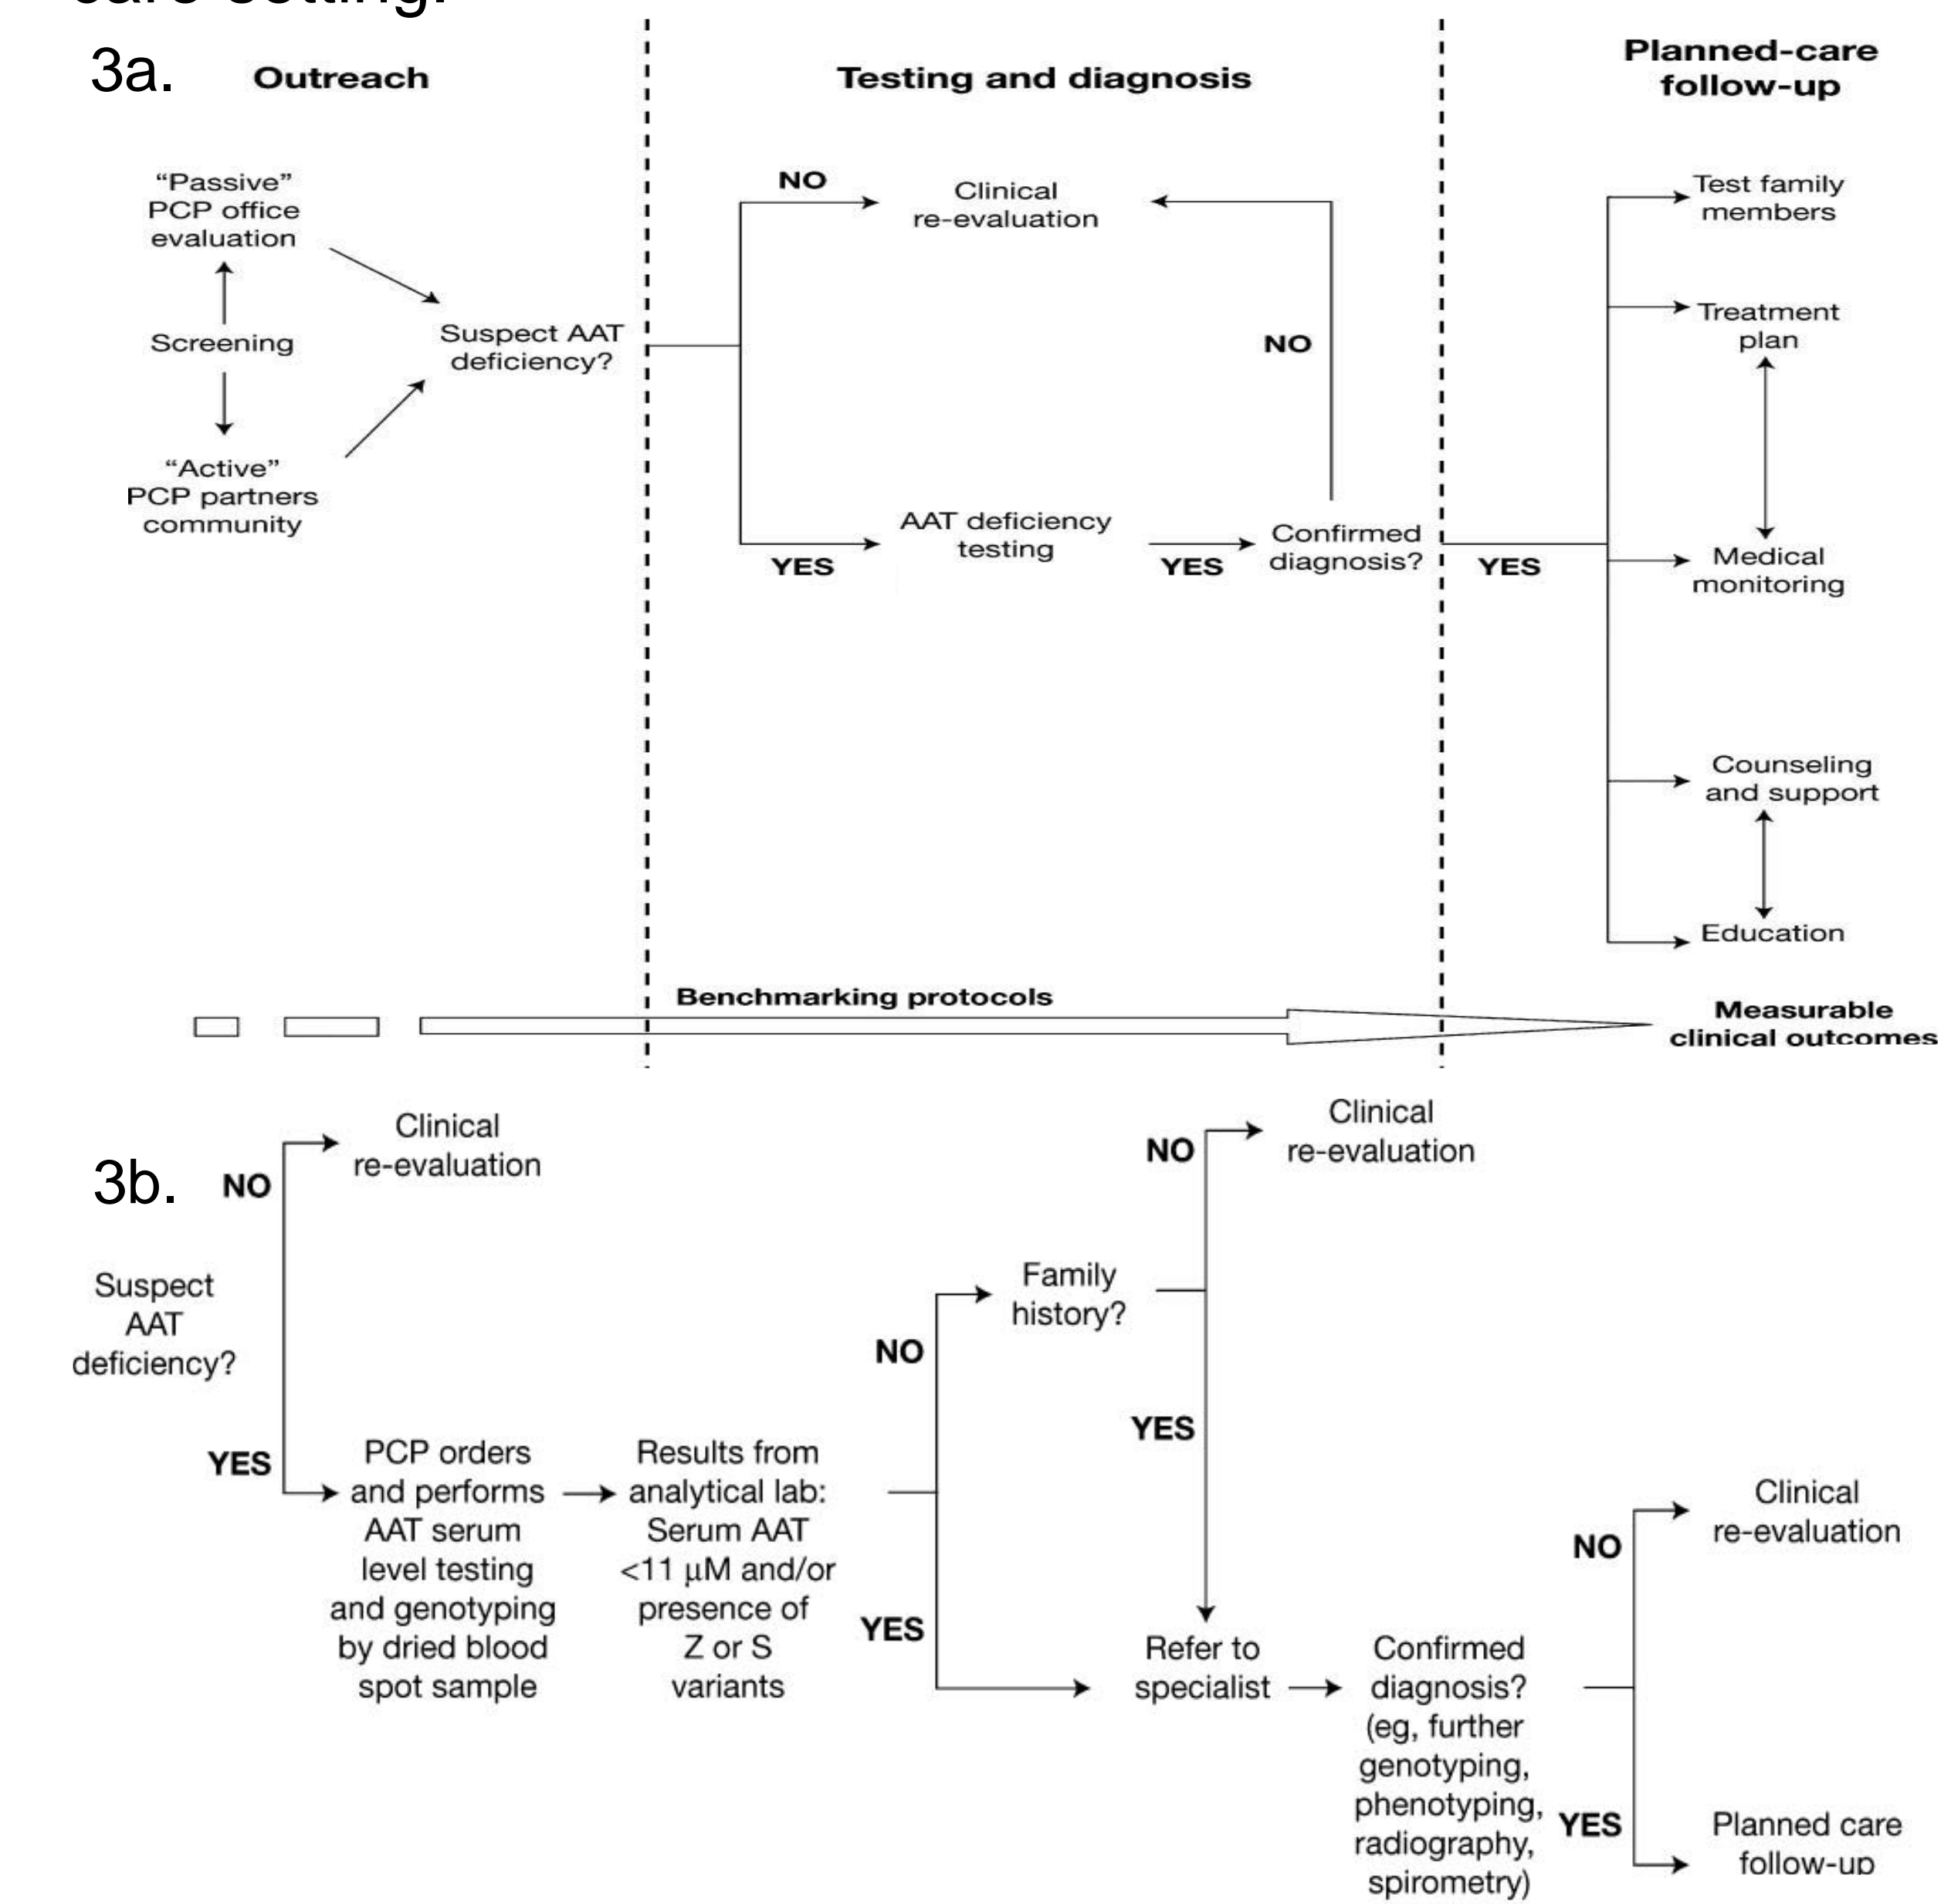 care setting.
3a.
Outreach
Testing and diagnosis
Planned-care
follow-up
“Passive”
PCP office
evaluation
Screening
“Active”
PCP partners
community
Suspect AAT
deficiency?
NO
Clinical
re-evaluation
NO
YES
AAT deficiency
testing
YES
Confirmed
diagnosis?
YES
Test family
members
Treatment
plan
Medical
monitoring
Counseling
and support
Education
Benchmarking protocols
Measurable
clinical outcomes
3b.
Suspect
AAT
deficiency?
NO
Clinical
re-evaluation
YES
PCP orders
and performs
AAT serum
level testing
and genotyping
by dried blood
spot sample
Results from
analytical lab:
Serum AAT
<11 μM and/or
presence of
Z or S
variants
NO
Family
history?
NO
Clinical
re-evaluation
YES
YES
Refer to
specialist
Confirmed
diagnosis?
(eg, further
genotyping,
phenotyping,
radiography,
spirometry)
NO
Clinical
re-evaluation
YES
Planned care
follow-up